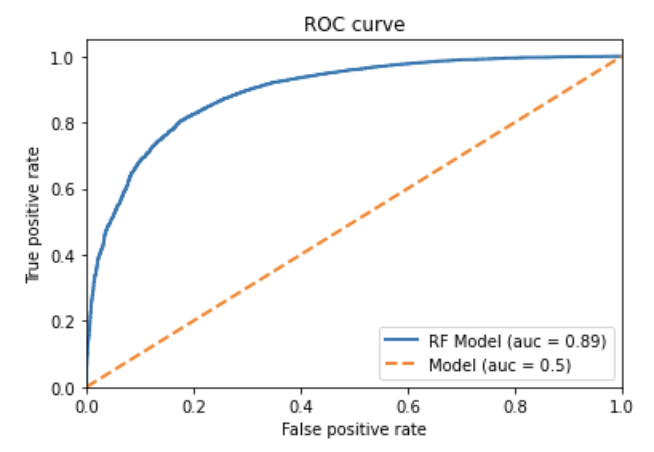 ROC curve
1.0
0.8
0.6
0.4
0.2
0.0
True positive rate
RF Model (auc = 0.89)
Model (auc = 0.5)
0.0 0.2 0.4 0.6 0.8 1.0
False positive rate